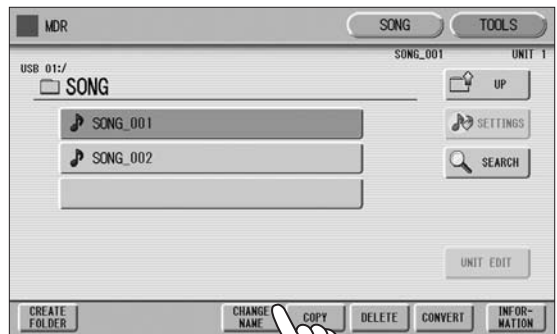 MDR
SONG
TOOLS
SONG_001
UNIT 1
USB 01:/
SONG
UP
SONG_001
SETTINGS
SONG_002
SEARCH
UNIT EDIT
CREATE
FOLDER
CHANGE
NAME
COPY
DELETE
CONVERT
INFOR-
MATION